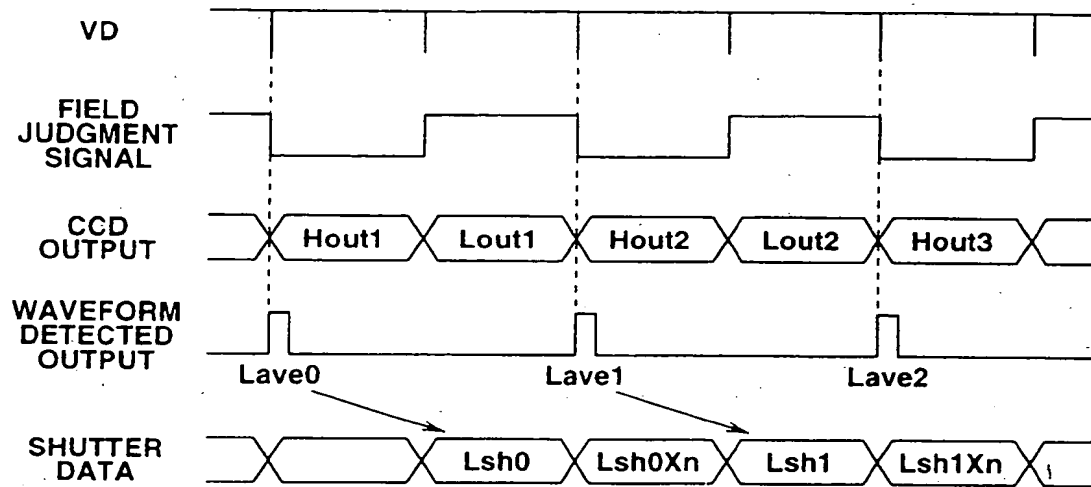 VD
FIELD
JUDGMENT
SIGNAL
CCD
OUTPUT
Hout1 Lout1 Hout2 Lout2 Hout3
WAVEFORM
DETECTED
OUTPUT
Lave0 Lave1 Lave2
SHUTTER
DATA
Lsh0 Lsh0Xn Lsh1 Lsh1Xn